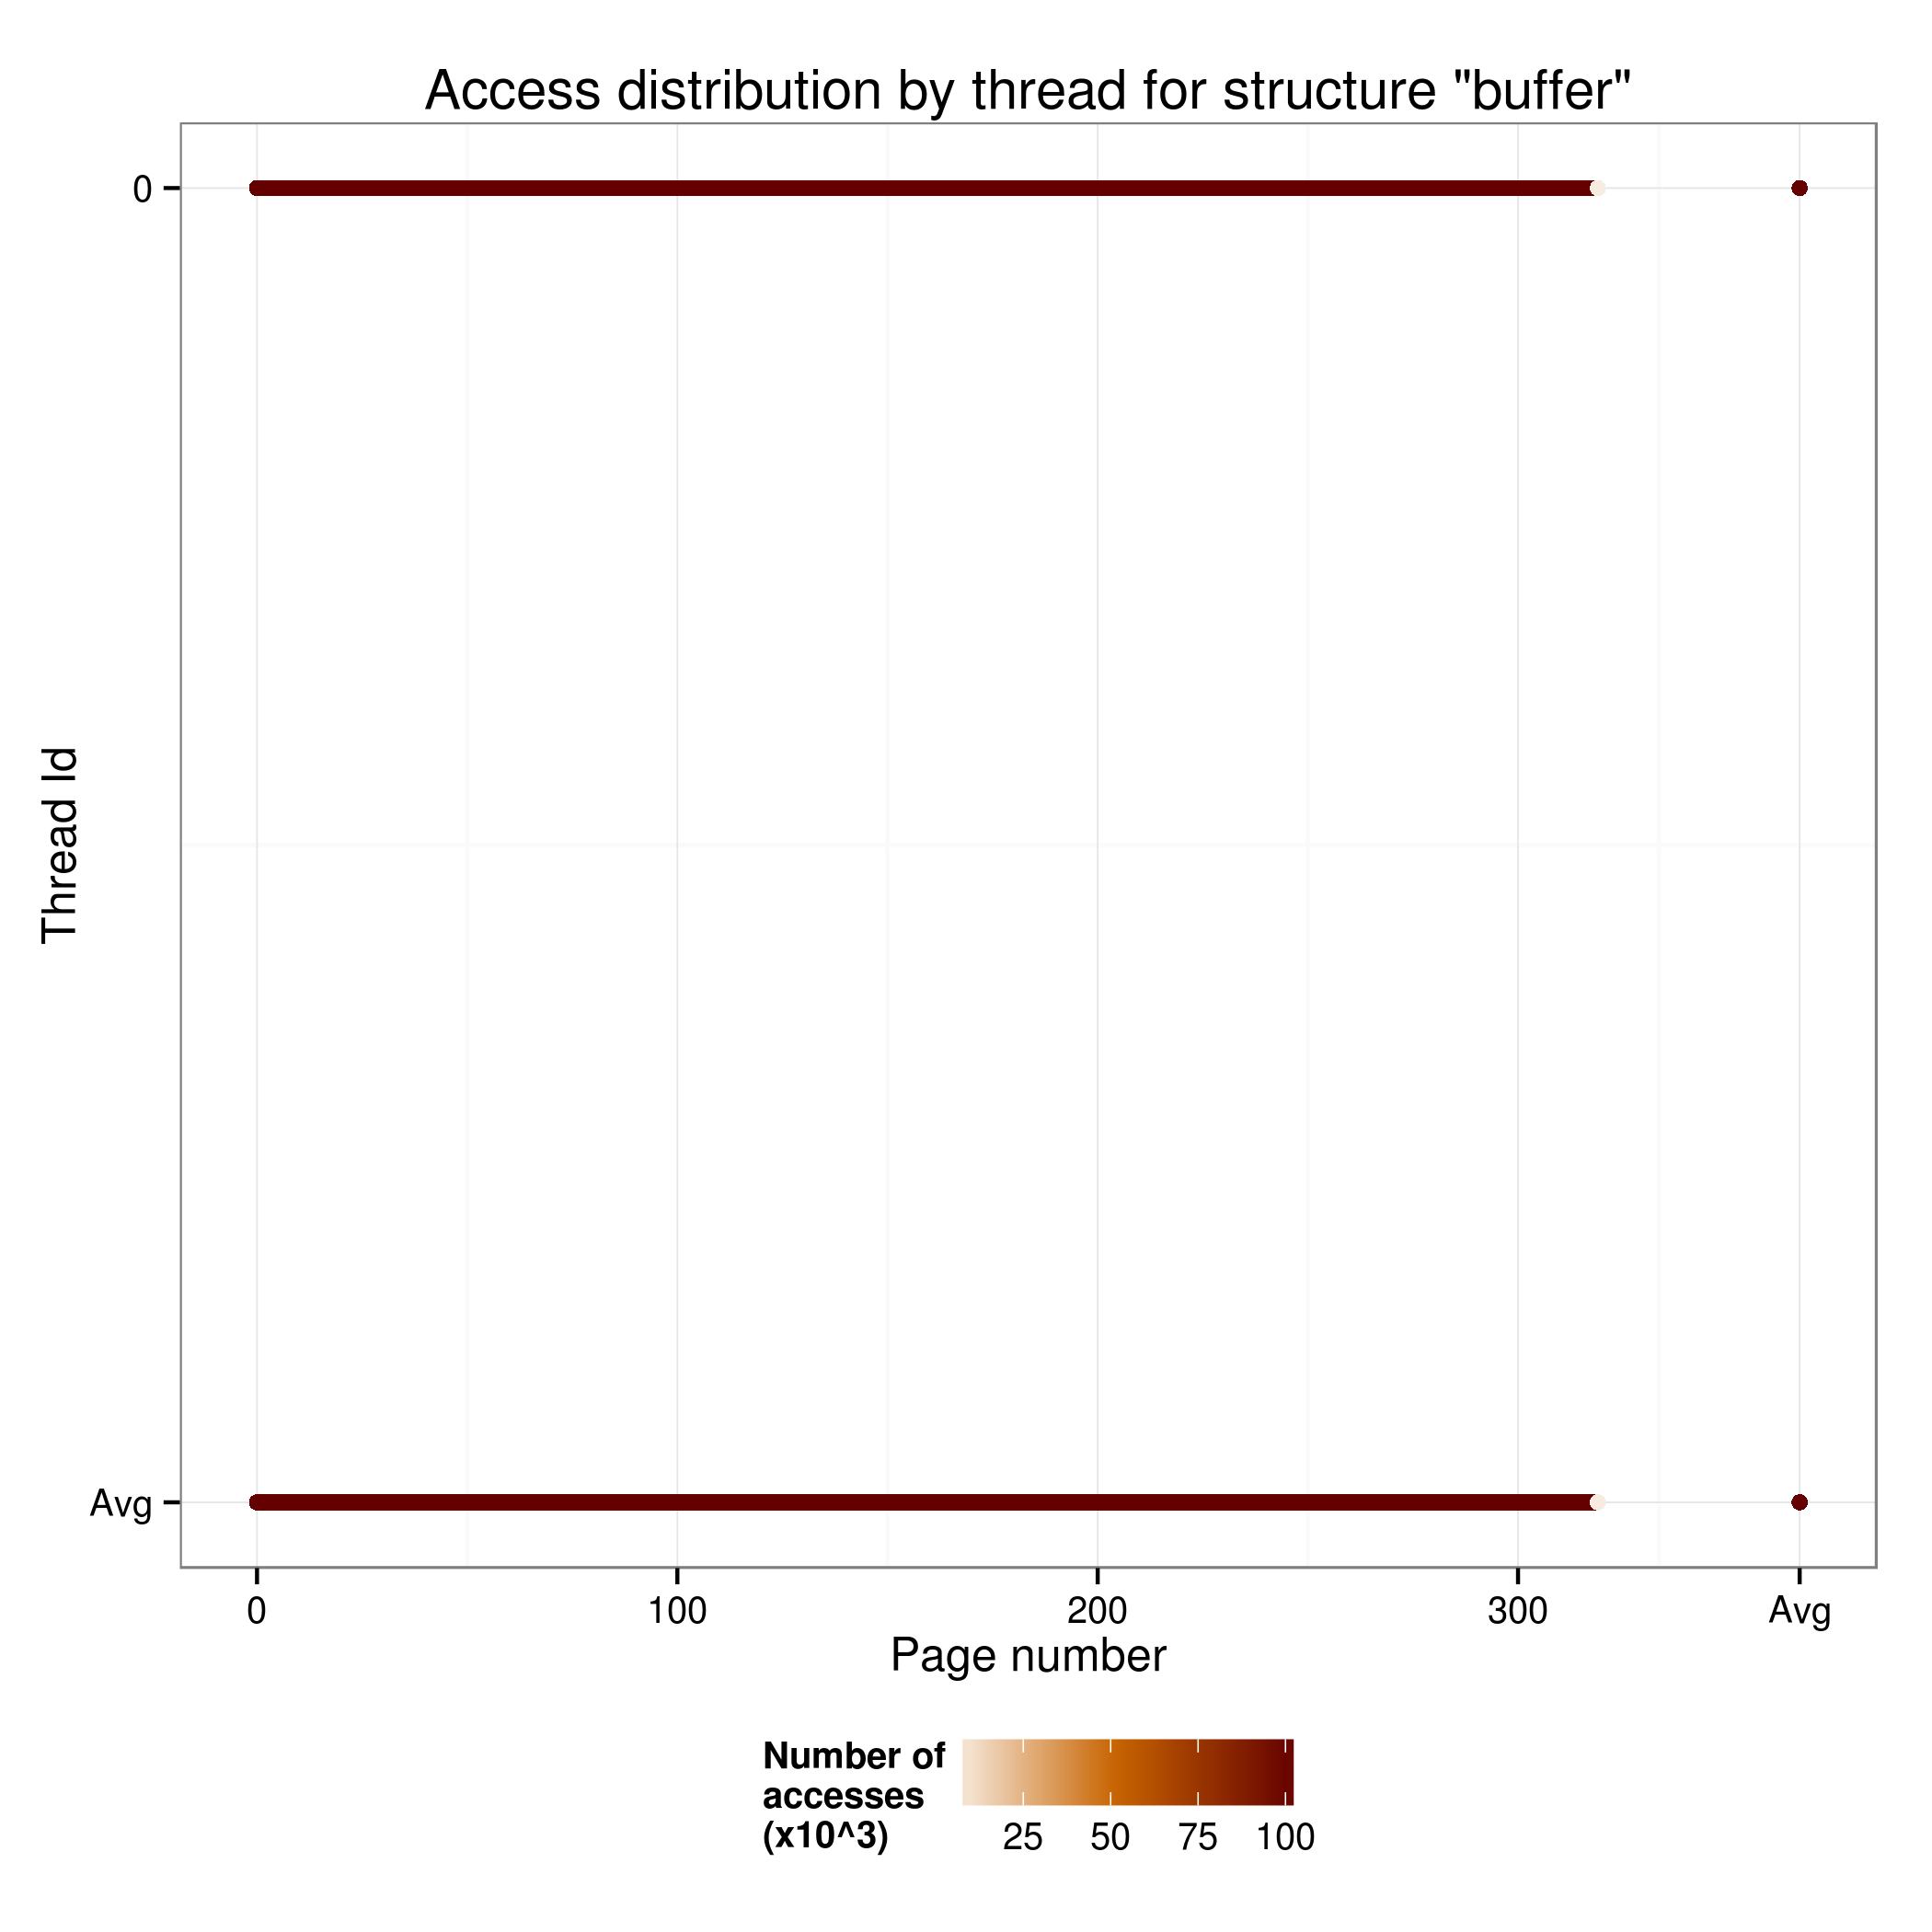 Access distribution by thread for structure "buffer"
0
Thread Id
Avg
0 100 200 300 Avg
Page number
Number of
accesses
(x10^3)
25 50 75 100